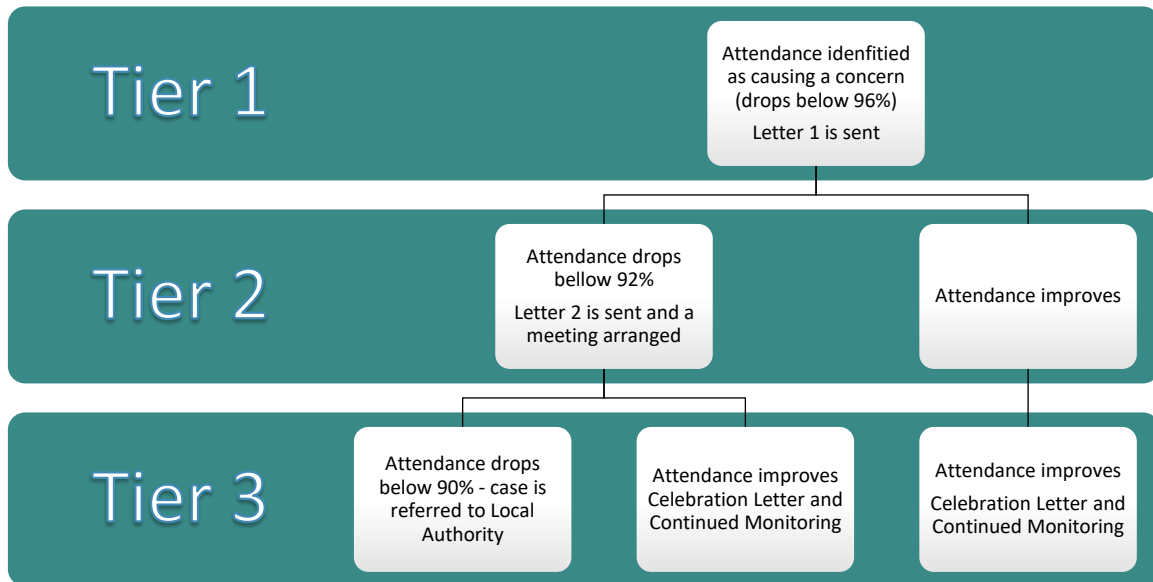 Tier 1
Attendance idenfitied
as causing a concern
(drops below 96%)
Letter 1 is sent
Tier 2
Attendance drops
bellow 92%
Letter 2 is sent and a
meeting arranged
Attendance improves
Tier 3
Attendance drops
below 90% - case is
referred to Local
Authority
Attendance improves
Celebration Letter and
Continued Monitoring
Attendance improves
Celebration Letter and
Continued Monitoring